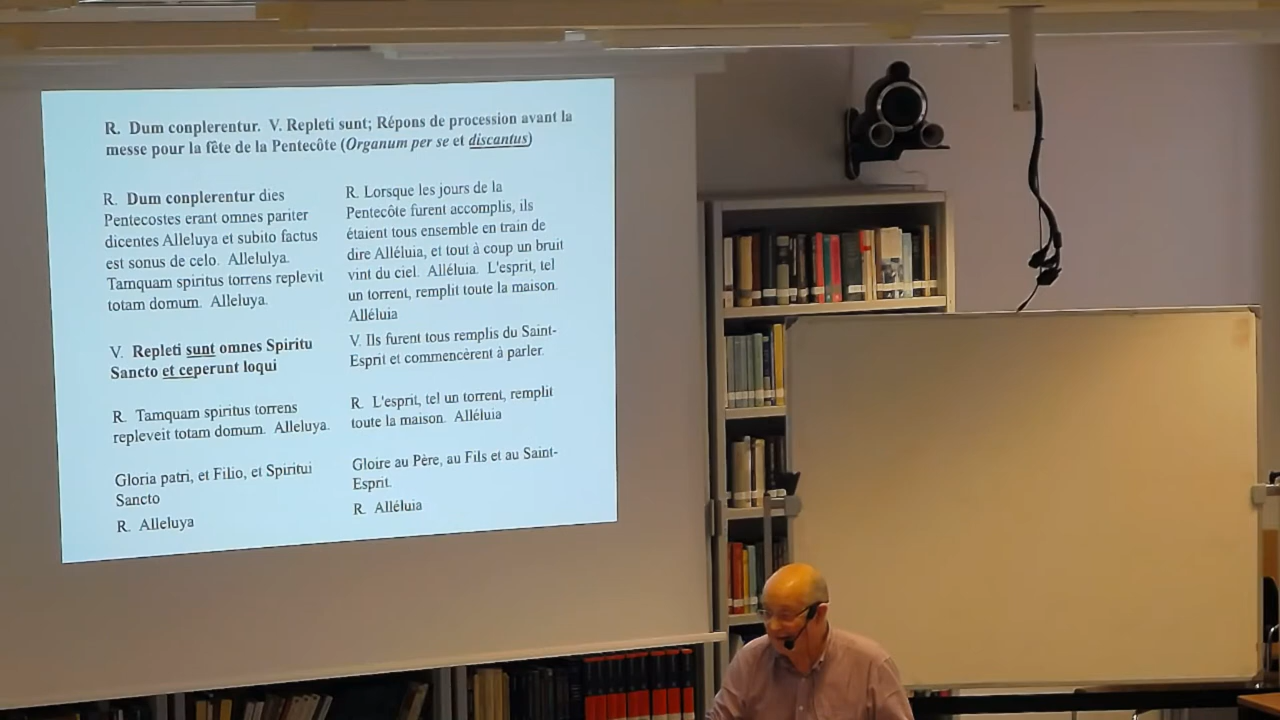 R. Dum conplerentur. V. Repleti sunt; Répons de procession avant la
messe pour la fête de la Pentecôte (Organum per se et discantus)
R. Dum conplerentur dies
Pentecostes erant omnes pariter
dicentes Alleluya et subito factus
est sonus de celo. Allelulya.
Tamquam spiritus torrens replevit
totam domum. Alleluya.
V. Repleti sunt omnes Spiritu
Sancto et ceperunt loqui
R. Tamquam spiritus torrens
repleveit totam domum. Alleluya.
Gloria patri, et Filio, et Spiritui
Sancto
R. Alleluya
R. Lorsque les jours de la
Pentecôte furent accomplis, ils
étaient tous ensemble en train de
dire Alléluia, et tout à coup un bruit
vint du ciel. Alléluia. L'esprit, tel
un torrent, remplit toute la maison.
Alléluia
V. Ils furent tous remplis du Saint-
Esprit et commencèrent à parler.
R. L'esprit, tel un torrent, remplit
toute la maison. Alléluia
Gloire au Père, au Fils et au Saint-
Esprit.
R. Alléluia